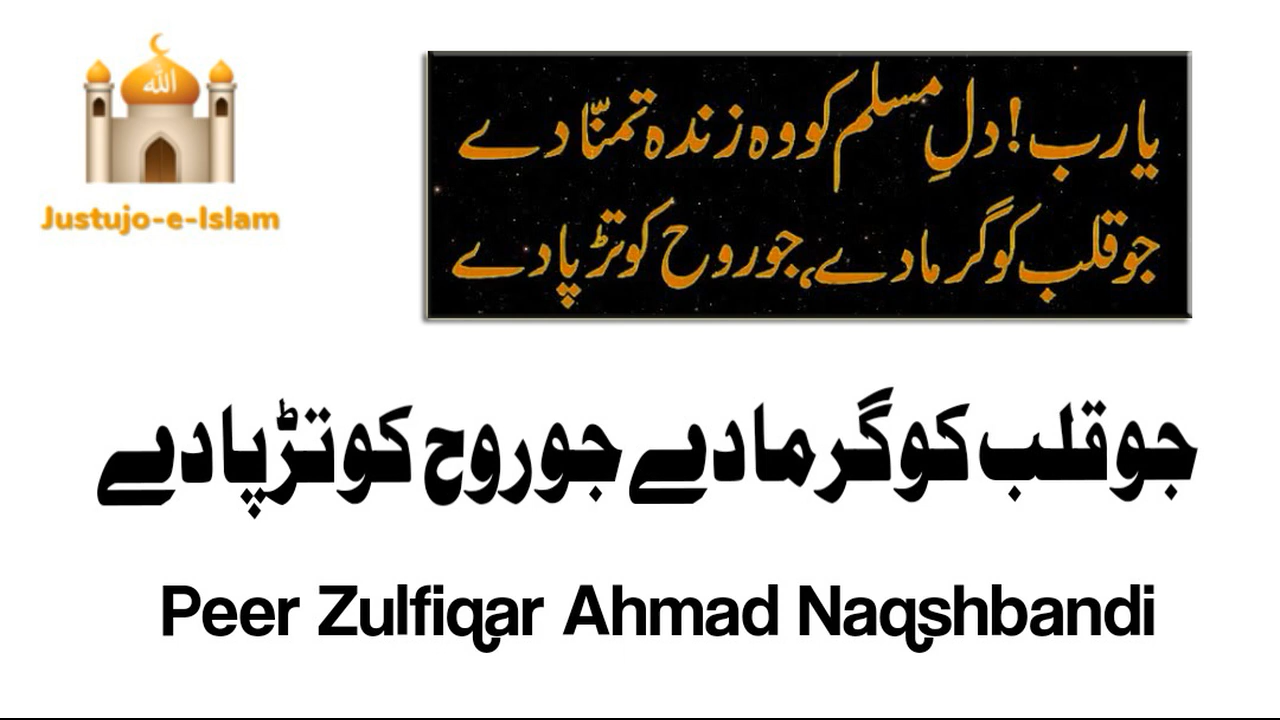 الله
Justujo-e-Islam
یارب! دلِ مسلم کو وہ زندہ تمنّا دے
جو قلب کو گرما دے، جو روح کو تڑپا دے
جو قلب کو گرما دے جو روح کو تڑپا دے
Peer Zulfiqar Ahmad Naqshbandi